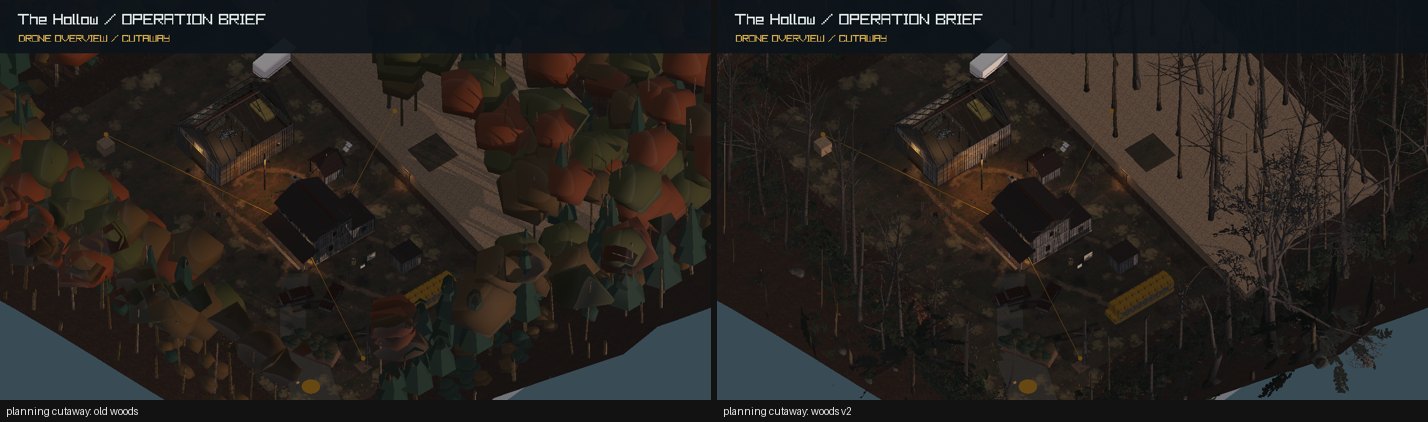 The Hollow / OPERATION BRIEF
DRONE OVERVIEW / CUTAWAY
The Hollow / OPERATION BRIEF
DRONE OVERVIEW / CUTAWAY
planning cutaway: old woods
planning cutaway: woods v2